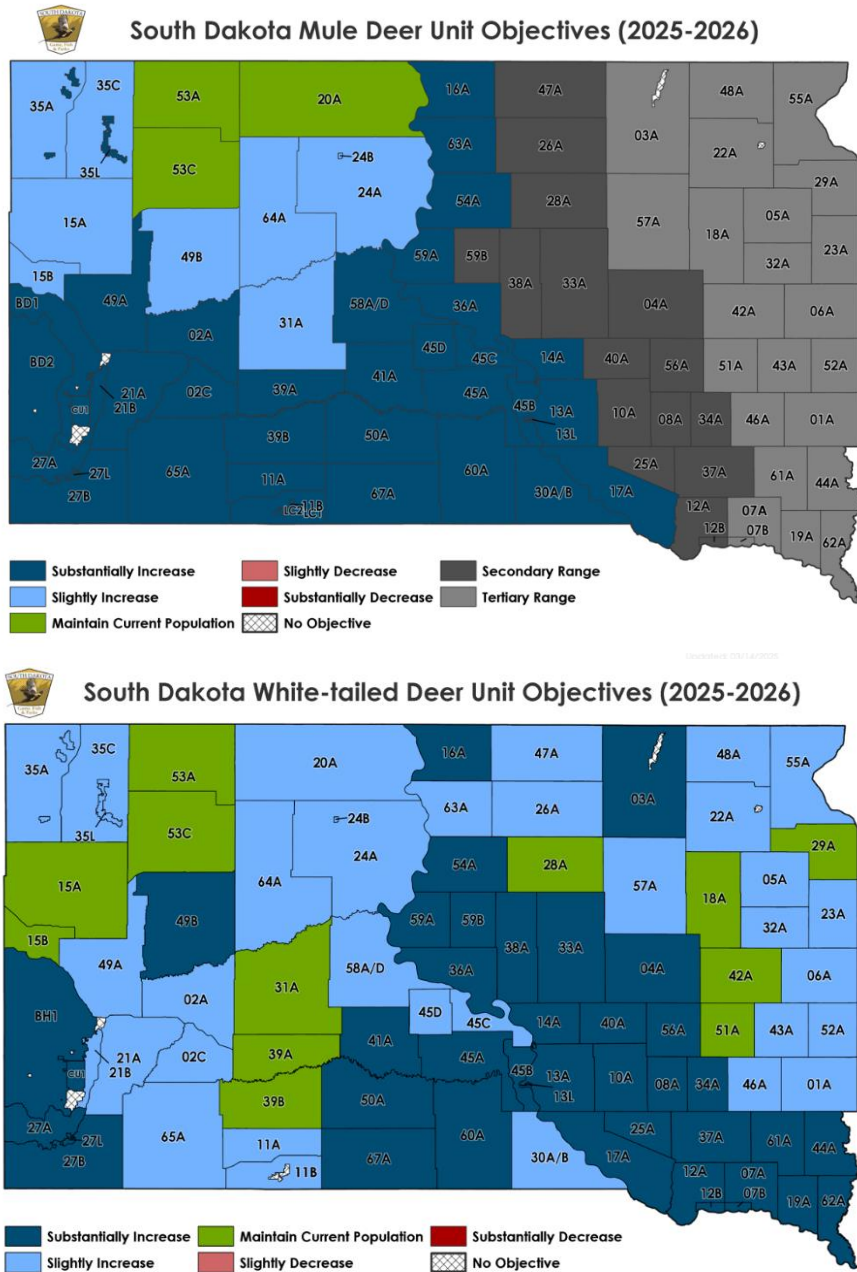 South Dakota Mule Deer Unit Objectives (2025-2026)
35A 35C 53A 20A 16A 47A 48A 55A
03A
24B 63A 26A 22A
35L 53C 24A
29A
15A 64A 54A 28A 57A 18A 05A
49B 59A 59B 23A
15B 32A
BD1 49A 58A/D 36A 38A 33A 04A 42A 06A
02A 31A
BD2 45D 45C 14A 40A 56A 51A 43A 52A
21A 02C 39A 41A 45A
21B
CU1 45B 13A 10A 08A 34A 46A 01A
13L
39B 50A
27A 25A 37A
27L 65A 11A 60A 61A 44A
27B 67A 30A/B 17A
11B 12A 07A
LC2 LC1 12B 07B 19A 62A
Substantially Increase Slightly Decrease Secondary Range
Slightly Increase Substantially Decrease Tertiary Range
Maintain Current Population No Objective
South Dakota White-tailed Deer Unit Objectives (2025-2026)
35A 35C 53A 20A 16A 47A 48A 55A
03A
24B 63A 26A 22A
35L 53C 24A
29A
15A 64A 54A 28A 57A 18A 05A
49B 59A 59B 23A
15B 32A
49A 58A/D 36A 38A 33A 04A 42A 06A
02A 31A
BH1 45D 45C 14A 40A 56A 51A 43A 52A
21A 02C 39A 41A 45A
21B
CU1 45B 13A 10A 08A 34A 46A 01A
13L
39B 50A
27A 25A 37A
27L 65A 11A 60A 61A 44A
27B 67A 30A/B 17A
11B 12A 07A
12B 07B 19A 62A
Substantially Increase Maintain Current Population Substantially Decrease
Slightly Increase Slightly Decrease No Objective